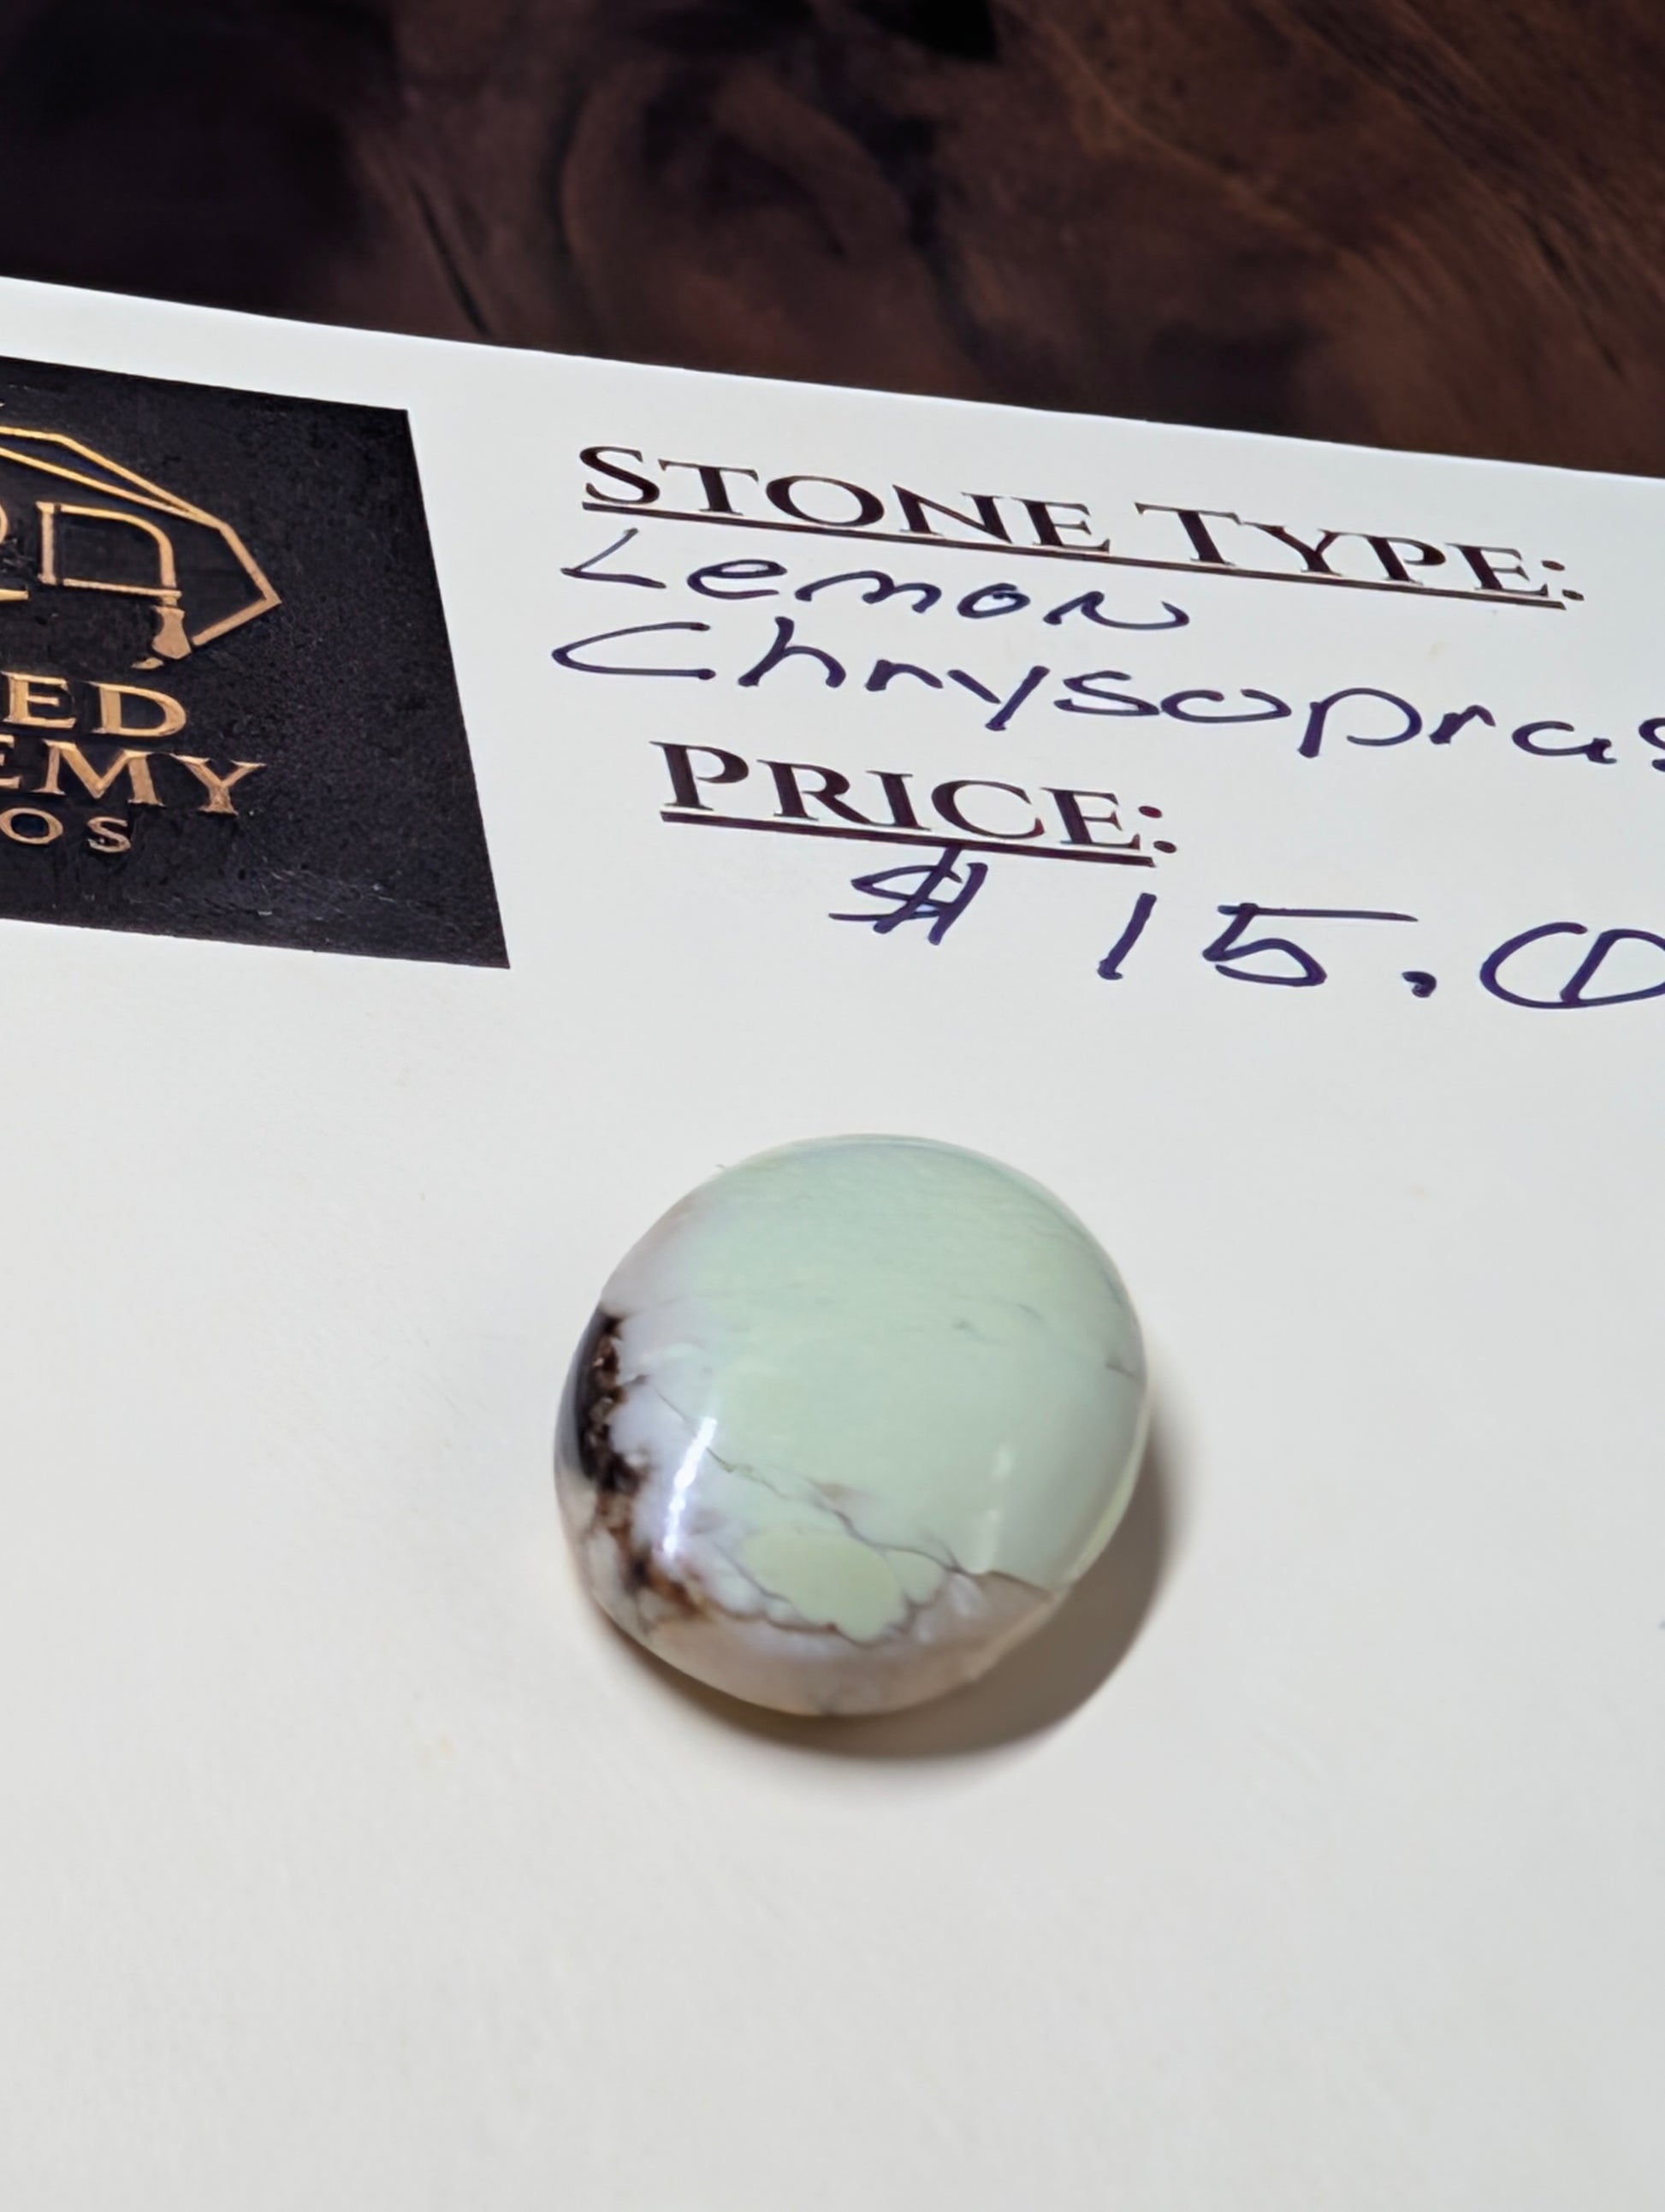 STONE TYPE:
Lemon
Chrysopras
PRICE:
$ 15.0
ED
EMY
OS